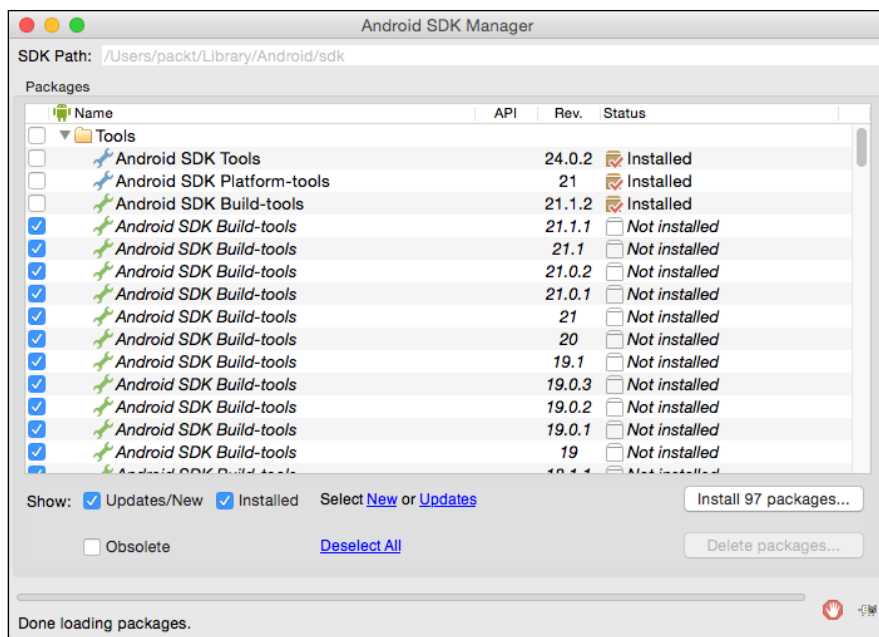 Android SDK Manager
SDK Path: /Users/packt/Library/Android/sdk
Packages
Name API Rev. Status
Tools
Android SDK Tools 24.0.2 Installed
Android SDK Platform-tools 21 Installed
Android SDK Build-tools 21.1.2 Installed
Android SDK Build-tools 21.1.1 Not installed
Android SDK Build-tools 21.1 Not installed
Android SDK Build-tools 21.0.2 Not installed
Android SDK Build-tools 21.0.1 Not installed
Android SDK Build-tools 21 Not installed
Android SDK Build-tools 20 Not installed
Android SDK Build-tools 19.1 Not installed
Android SDK Build-tools 19.0.3 Not installed
Android SDK Build-tools 19.0.2 Not installed
Android SDK Build-tools 19.0.1 Not installed
Android SDK Build-tools 19 Not installed
Show: Updates/New Installed Select New or Updates Install 97 packages...
Obsolete Deselect All Delete packages...
Done loading packages.